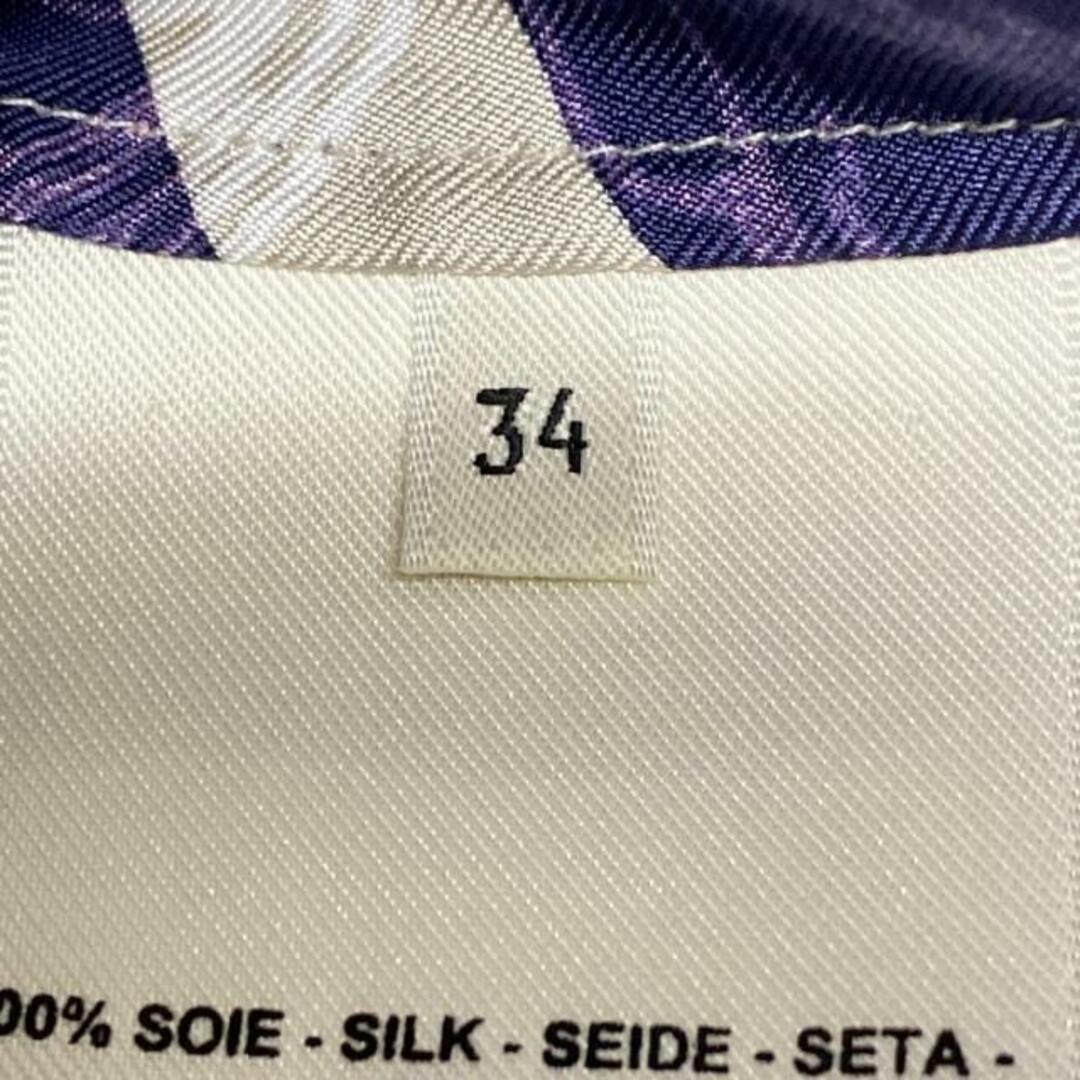 34
00% SOIE - SILK - SEIDE - SETA -